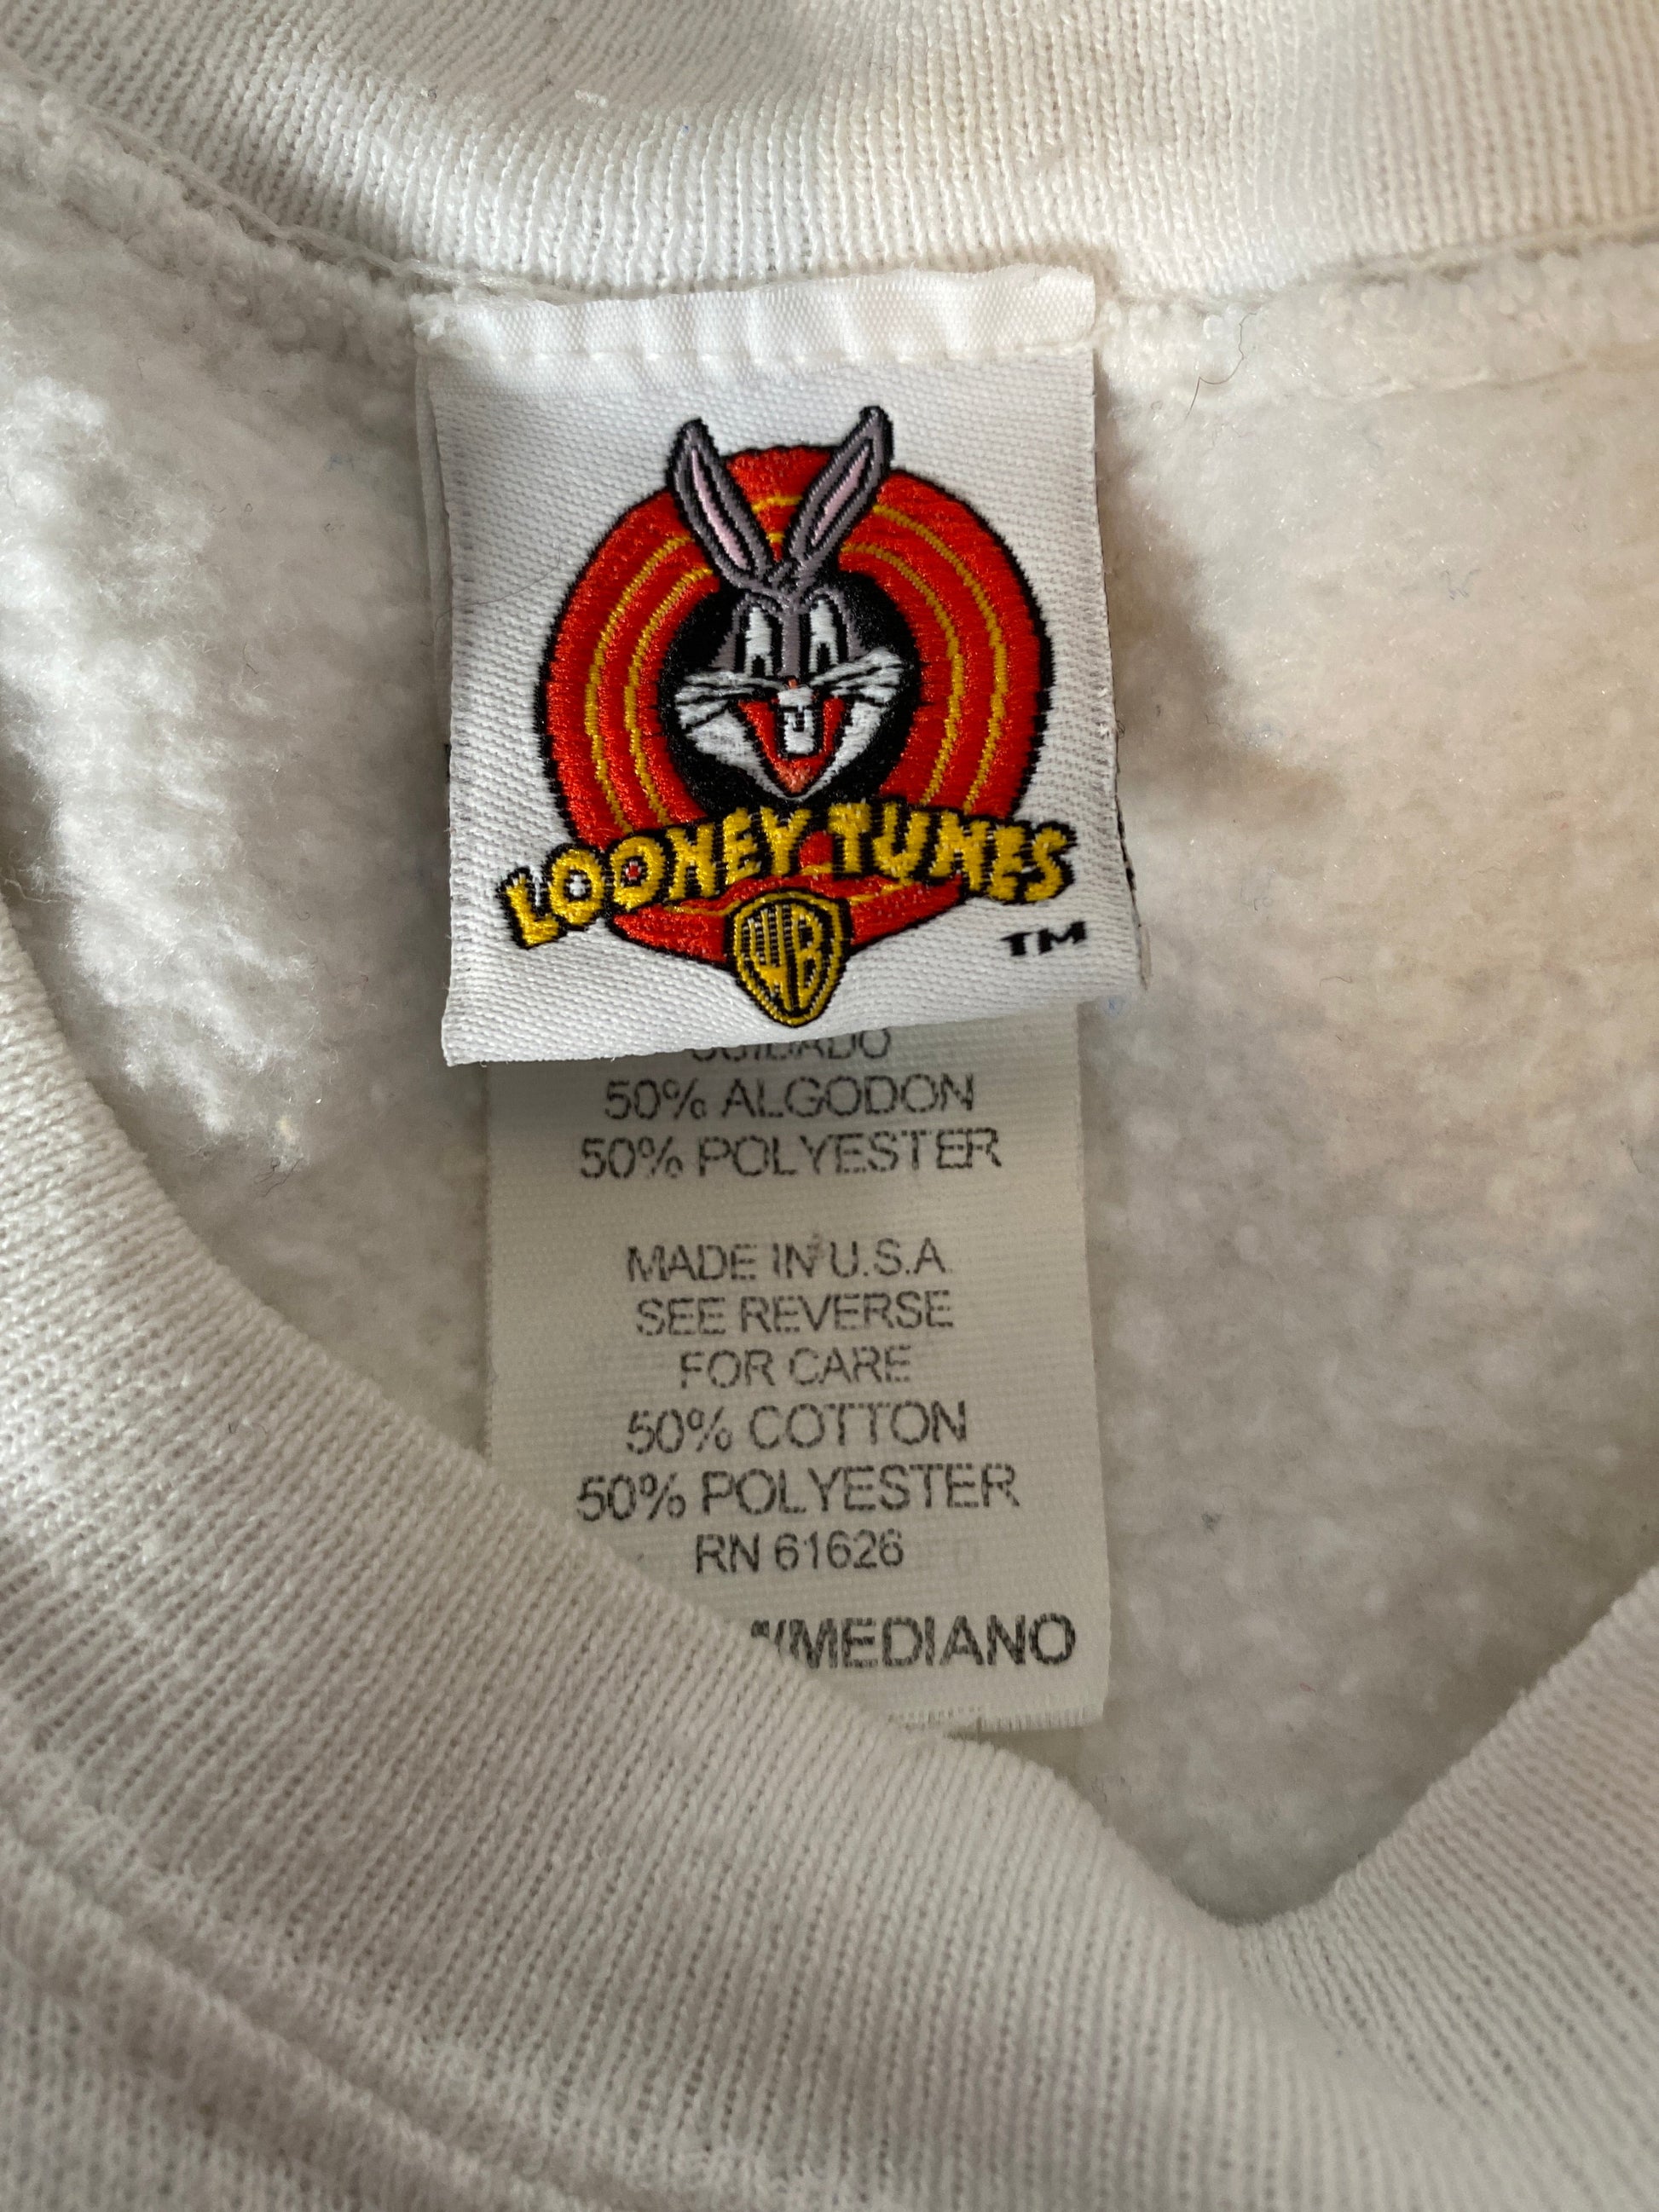 LOONEY TUNES
WB
TM
CUIDADO
50% ALGODON
50% POLYESTER
MADE IN U.S.A.
SEE REVERSE
FOR CARE
50% COTTON
50% POLYESTER
RN 61626
/MEDIANO